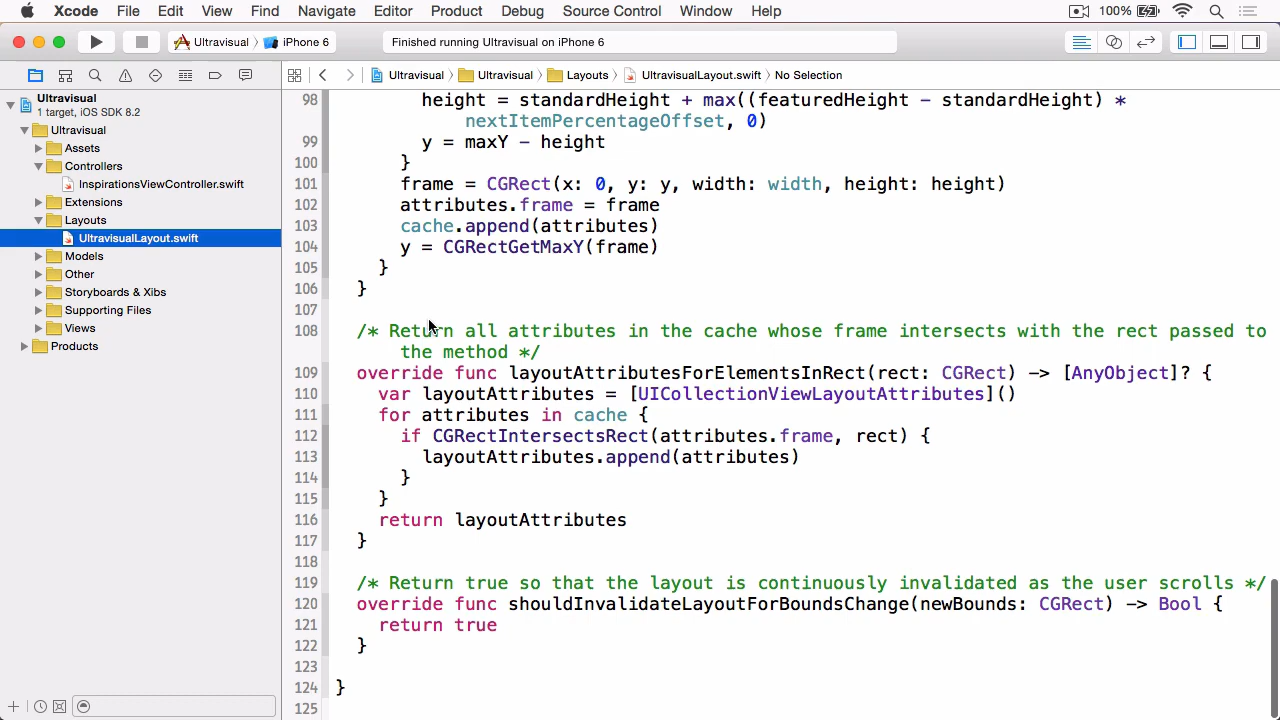 Xcode File Edit View Find Navigate Editor Product Debug Source Control Window Help 100%
Ultravisual iPhone 6 Finished running Ultravisual on iPhone 6
Ultravisual Ultravisual Layouts UltravisualLayout.swift No Selection
Ultravisual
1 target, iOS SDK 8.2
Ultravisual
Assets
Controllers
InspirationsViewController.swift
Extensions
Layouts
UltravisualLayout.swift
Models
Other
Storyboards & Xibs
Supporting Files
Views
Products
98 height = standardHeight + max((featuredHeight - standardHeight) *
nextItemPercentageOffset, 0)
99 y = maxY - height
100 }
101 frame = CGRect(x: 0, y: y, width: width, height: height)
102 attributes.frame = frame
103 cache.append(attributes)
104 y = CGRectGetMaxY(frame)
105 }
106 }
107
108 /* Return all attributes in the cache whose frame intersects with the rect passed to
the method */
109 override func layoutAttributesForElementsInRect(rect: CGRect) -> [AnyObject]? {
110 var layoutAttributes = [UICollectionViewLayoutAttributes]()
111 for attributes in cache {
112 if CGRectIntersectsRect(attributes.frame, rect) {
113 layoutAttributes.append(attributes)
114 }
115 }
116 return layoutAttributes
117 }
118
119 /* Return true so that the layout is continuously invalidated as the user scrolls */
120 override func shouldInvalidateLayoutForBoundsChange(newBounds: CGRect) -> Bool {
121 return true
122 }
123
124 }
125